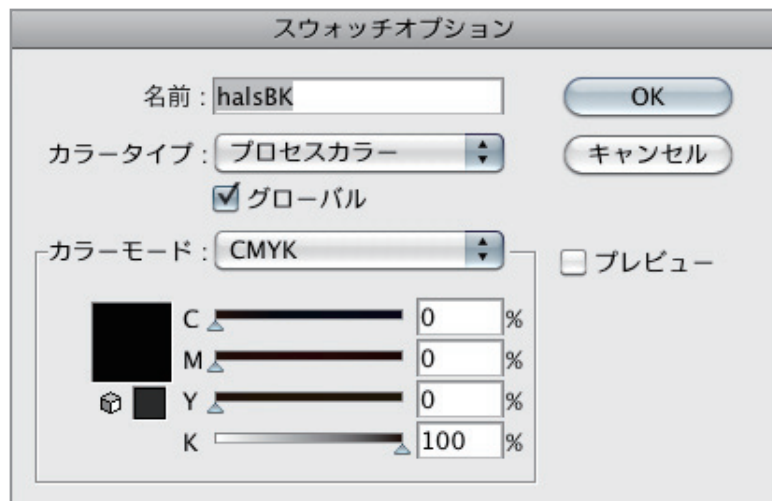 スウォッチオプション
名前 : halsBK
OK
カラータイプ : プロセスカラー
キャンセル
グローバル
カラーモード : CMYK
プレビュー
C 0 %
M 0 %
Y 0 %
K 100 %